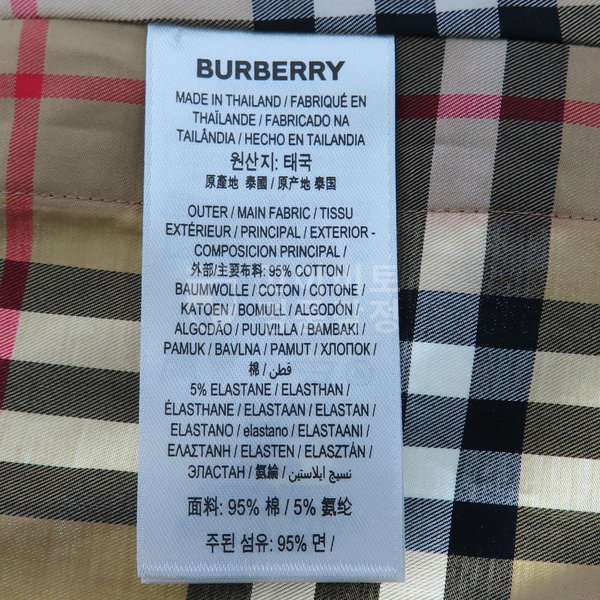 BURBERRY
MADE IN THAILAND / FABRIQUÉ EN
THAÏLANDE / FABRICADO NA
TAILÂNDIA / HECHO EN TAILANDIA
원산지: 태국
原產地 泰國 / 原产地 泰国
OUTER / MAIN FABRIC / TISSU
EXTÉRIEUR / PRINCIPAL / EXTERIOR -
COMPOSICION PRINCIPAL /
外部/主要布料: 95% COTTON /
BAUMWOLLE / COTON / COTONE /
KATOEN / BOMULL / ALGODÓN /
ALGODÃO / PUUVILLA / BAMBAKI /
PAMUK / BAVLNA / PAMUT / ХЛОПОК /
棉 / قطن /
5% ELASTANE / ELASTHAN /
ÉLASTHANE / ELASTAAN / ELASTAN /
ELASTANO / elastano / ELASTAANI /
ΕΛΑΣΤΑΝΗ / ELASTEN / ELASZTÁN /
ЭЛАСТАН / 氨綸 / نسيج ايلاستين /
面料: 95% 棉 / 5% 氨纶
주된 섬유: 95% 면 /